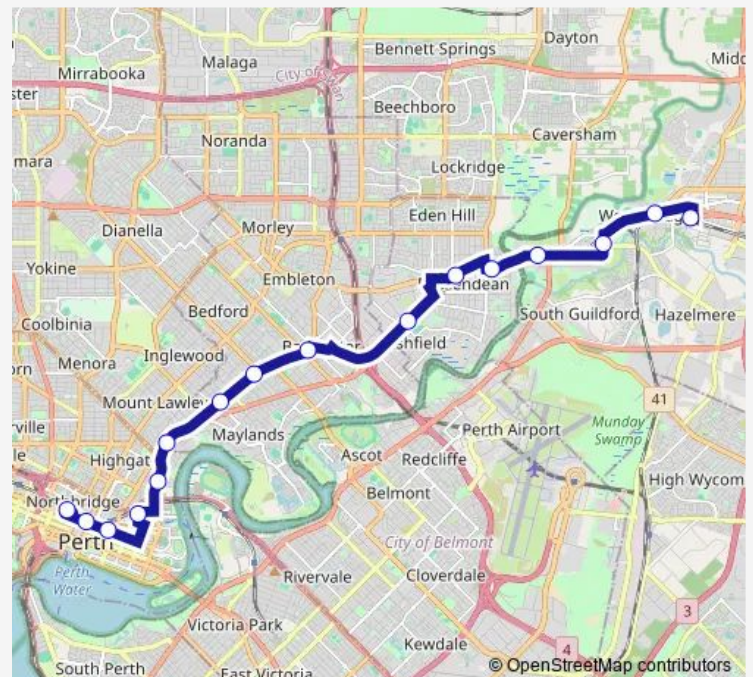 Dayton
Bennett Springs
Malaga
Mirrabooka
City of
Beechboro
Noranda
Caversham
Lockridge
Eden Hill
Dianella
Morley
Yokine
Embleton
Bedford
South Guildford
Hazelmere
Coolbinia
Inglewood
Menora
Mount Lawley
41
Maylands
Perth Airport
Munday
Swamp
Highgat
Ascot
Redcliffe
High Wycom
Belmont
Northbridge
Perth
City of Belmont
Perth
Water
Rivervale
Cloverdale
Victoria Park
3
Kewdale
4
South Perth
East Victoria
© OpenStreetMap contributors